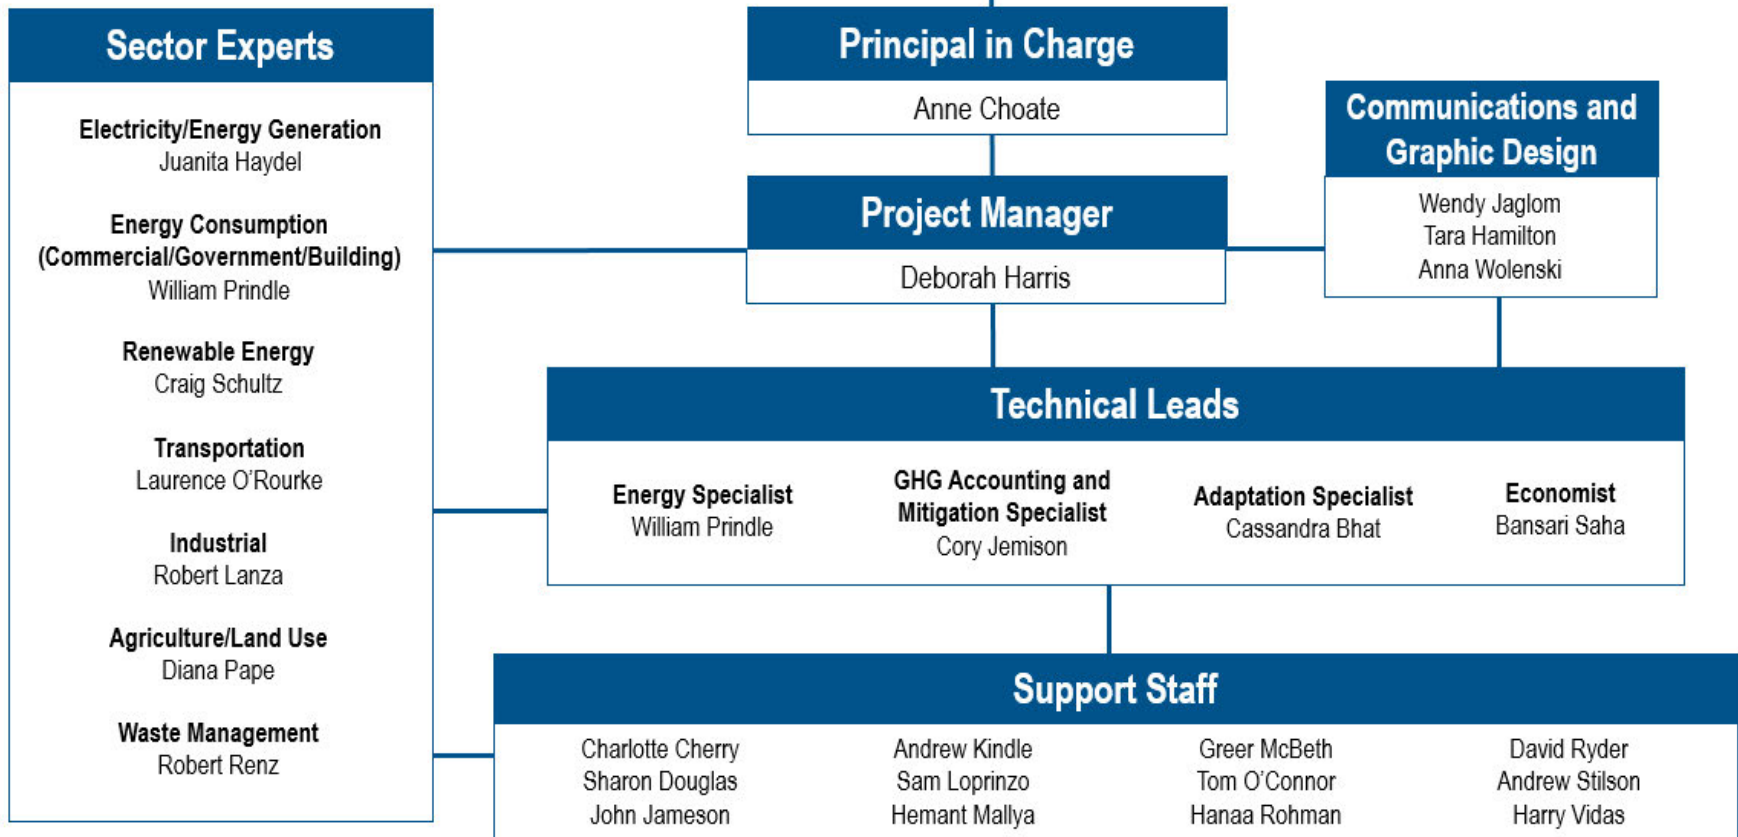 Sector Experts
Electricity/Energy Generation
Juanita Haydel
Energy Consumption
(Commercial/Government/Building)
William Prindle
Renewable Energy
Craig Schultz
Transportation
Laurence O'Rourke
Industrial
Robert Lanza
Agriculture/Land Use
Diana Pape
Waste Management
Robert Renz
Principal in Charge
Anne Choate
Project Manager
Deborah Harris
Communications and
Graphic Design
Wendy Jaglom
Tara Hamilton
Anna Wolenski
Technical Leads
Energy Specialist
William Prindle
GHG Accounting and
Mitigation Specialist
Cory Jemison
Adaptation Specialist
Cassandra Bhat
Economist
Bansari Saha
Support Staff
Charlotte Cherry
Sharon Douglas
John Jameson
Andrew Kindle
Sam Loprinzo
Hemant Mallya
Greer McBeth
Tom O'Connor
Hanaa Rohman
David Ryder
Andrew Stilson
Harry Vidas